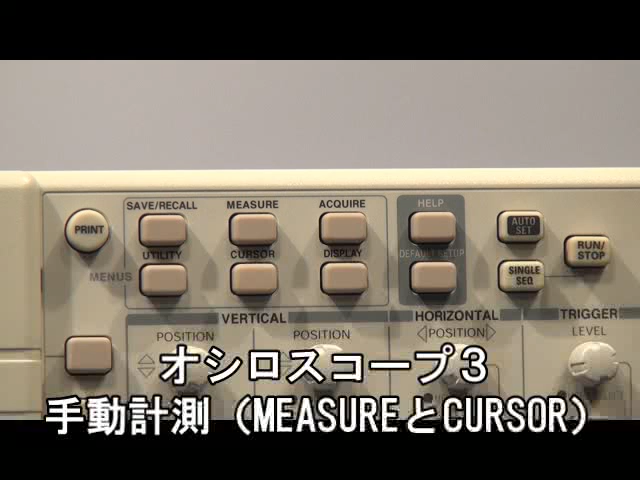 SAVE/RECALL MEASURE ACQUIRE HELP
PRINT
AUTO SET
UTILITY CURSOR DISPLAY DEFAULT SETUP
RUN/STOP
MENUS
SINGLE SEQ
VERTICAL HORIZONTAL TRIGGER
POSITION POSITION POSITION LEVEL
オシロスコープ3
手動計測（MEASUREとCURSOR）